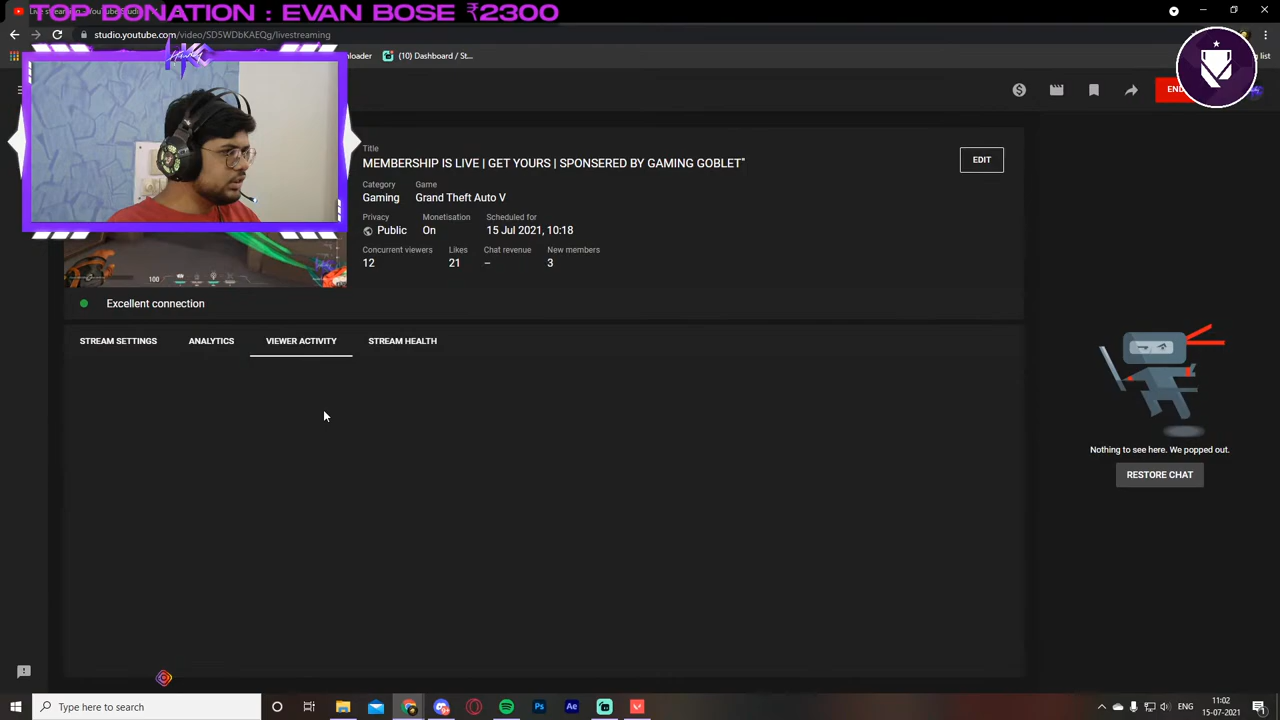 TOP DONATION : EVAN BOSE ₹2300
studio.youtube.com/video/SD5WDbKAEQg/livestreaming
(10) Dashboard / St...
Title
MEMBERSHIP IS LIVE | GET YOURS | SPONSERED BY GAMING GOBLET"
EDIT
Category
Game
Gaming
Grand Theft Auto V
Privacy
Monetisation
Scheduled for
Public
On
15 Jul 2021, 10:18
Concurrent viewers
Likes
Chat revenue
New members
12
21
–
3
100
Excellent connection
STREAM SETTINGS
ANALYTICS
VIEWER ACTIVITY
STREAM HEALTH
Nothing to see here. We popped out.
RESTORE CHAT
Type here to search
Ps
Ae
ENG
11:02
15-07-2021